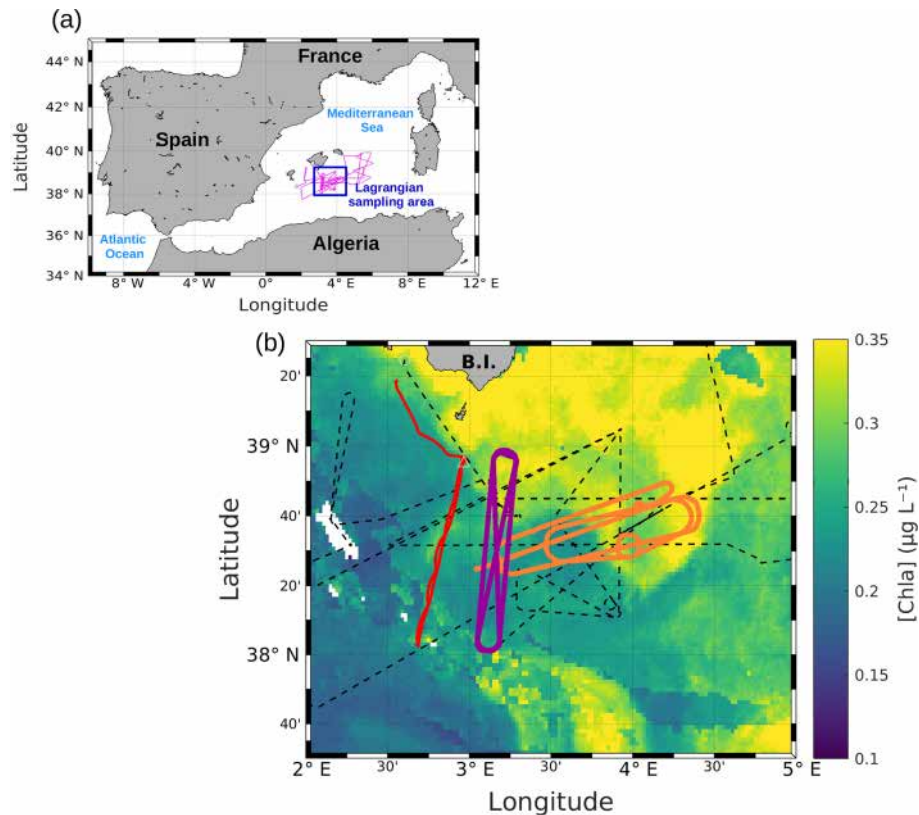 (a)
44° N
42° N
40° N
38° N
36° N
34° N
Latitude
France
Spain
Mediterranean
Sea
Lagrangian
sampling area
Atlantic
Ocean
Algeria
8° W
4° W
0°
4° E
8° E
12° E
Longitude
(b)
B.I.
20'
39° N
40'
20'
38° N
40'
Latitude
2° E
30'
3° E
30'
4° E
30'
5° E
Longitude
0.35
0.3
0.25
0.2
0.15
0.1
[Chla] (µg L⁻¹)